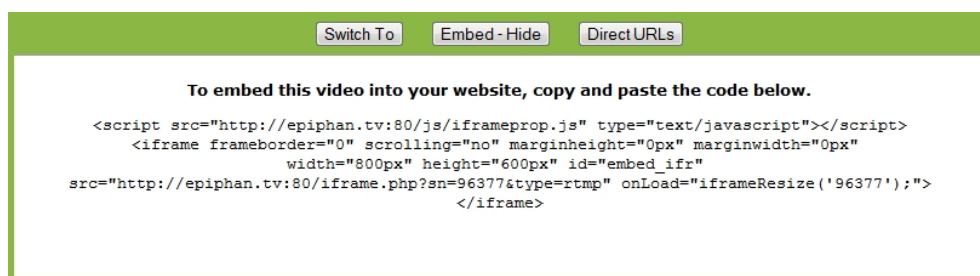 Switch To Embed - Hide Direct URLs
To embed this video into your website, copy and paste the code below.
<script src="http://epiphan.tv:80/js/iframeprop.js" type="text/javascript"></script>
<iframe frameborder="0" scrolling="no" marginheight="0px" marginwidth="0px"
width="800px" height="600px" id="embed_ifr"
src="http://epiphan.tv:80/iframe.php?sn=96377&type=rtmp" onLoad="iframeResize('96377');">
</iframe>